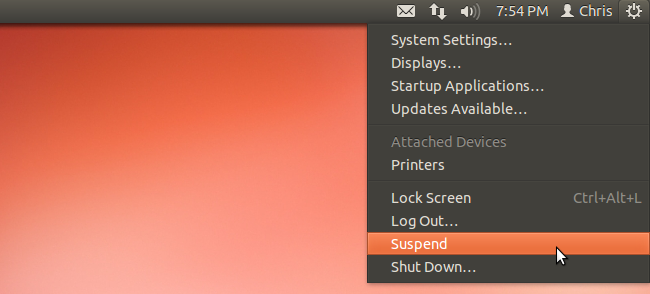 7:54 PM Chris
System Settings…
Displays…
Startup Applications…
Updates Available…
Attached Devices
Printers
Lock Screen Ctrl+Alt+L
Log Out…
Suspend
Shut Down…